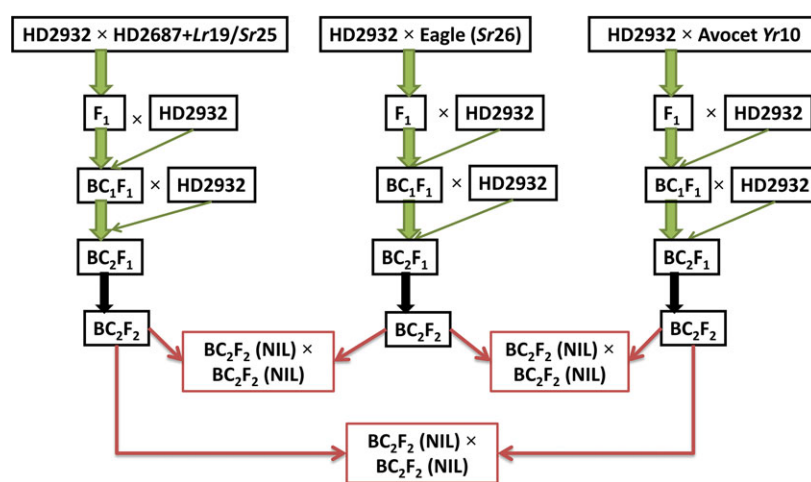 HD2932 × HD2687+Lr19/Sr25
HD2932 × Eagle (Sr26)
HD2932 × Avocet Yr10
F₁ × HD2932
F₁ × HD2932
F₁ × HD2932
BC₁F₁ × HD2932
BC₁F₁ × HD2932
BC₁F₁ × HD2932
BC₂F₁
BC₂F₁
BC₂F₁
BC₂F₂
BC₂F₂
BC₂F₂
BC₂F₂ (NIL) ×
BC₂F₂ (NIL)
BC₂F₂ (NIL) ×
BC₂F₂ (NIL)
BC₂F₂ (NIL) ×
BC₂F₂ (NIL)